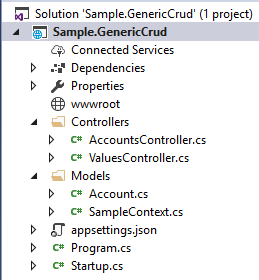 Solution 'Sample.GenericCrud' (1 project)
Sample.GenericCrud
Connected Services
Dependencies
Properties
wwwroot
Controllers
C# AccountsController.cs
C# ValuesController.cs
Models
C# Account.cs
C# SampleContext.cs
appsettings.json
C# Program.cs
C# Startup.cs